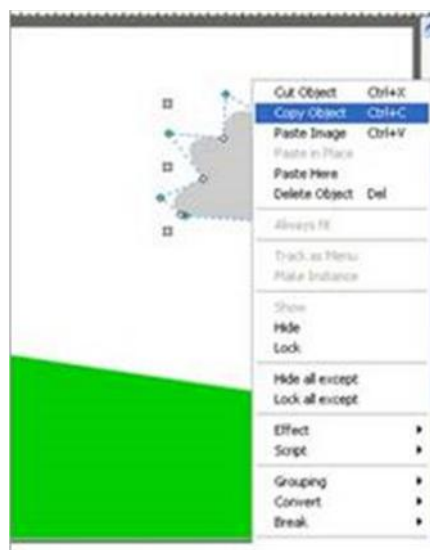 Cut Object Ctrl+X
Copy Object Ctrl+C
Paste Image Ctrl+V
Paste in Place
Paste Here
Delete Object Del
Always fit
Track as Menu
Make Instance
Show
Hide
Lock
Hide all except
Lock all except
Effect
Script
Grouping
Convert
Break